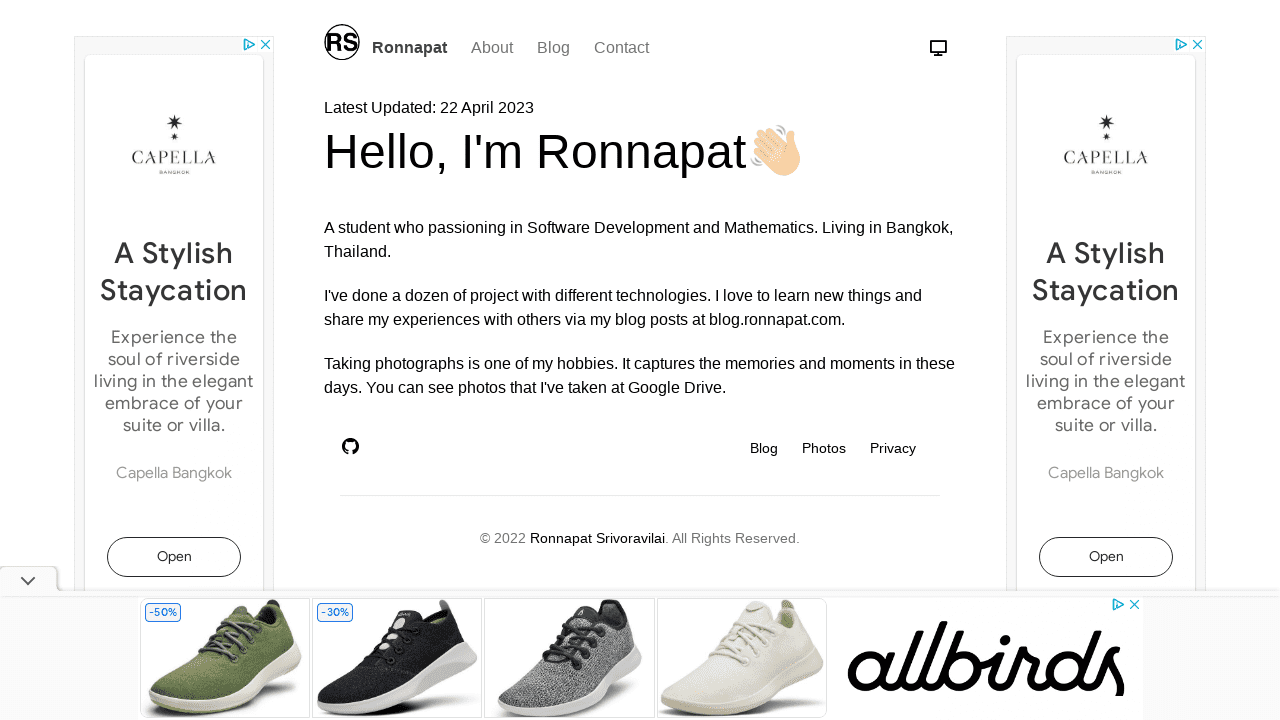 RS Ronnapat About Blog Contact
Latest Updated: 22 April 2023
Hello, I'm Ronnapat
A student who passioning in Software Development and Mathematics. Living in Bangkok,
Thailand.
I've done a dozen of project with different technologies. I love to learn new things and
share my experiences with others via my blog posts at blog.ronnapat.com.
Taking photographs is one of my hobbies. It captures the memories and moments in these
days. You can see photos that I've taken at Google Drive.
Blog Photos Privacy
© 2022 Ronnapat Srivoravilai. All Rights Reserved.
CAPELLA
BANGKOK
A Stylish
Staycation
Experience the
soul of riverside
living in the elegant
embrace of your
suite or villa.
Capella Bangkok
Open
CAPELLA
BANGKOK
A Stylish
Staycation
Experience the
soul of riverside
living in the elegant
embrace of your
suite or villa.
Capella Bangkok
Open
-50%
-30%
allbirds